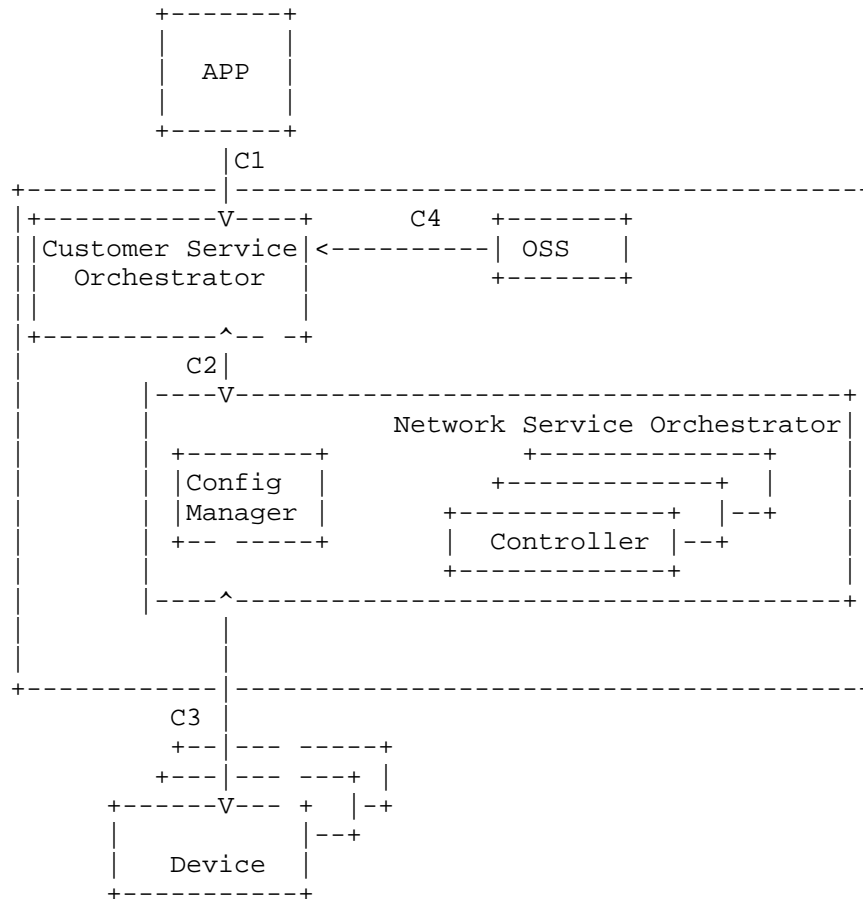 APP
C1
C4
Customer Service
OSS
Orchestrator
C2
Network Service Orchestrator
Config
Manager
Controller
C3
Device